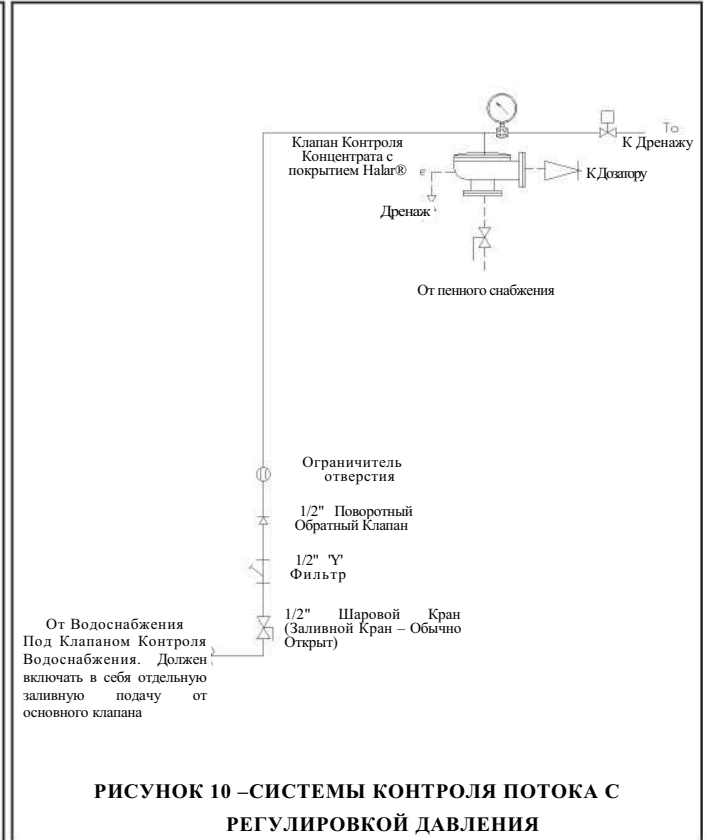 To
К Дренажу
Клапан Контроля
Концентрата с
покрытием Halar®
К Дозатору
Дренаж
От пенного снабжения
Ограничитель
отверстия
1/2" Поворотный
Обратный Клапан
1/2" 'Y'
Фильтр
1/2" Шаровой Кран
(Заливной Кран – Обычно
Открыт)
От Водоснабжения
Под Клапаном Контроля
Водоснабжения. Должен
включать в себя отдельную
заливную подачу от
основного клапана
РИСУНОК 10 –СИСТЕМЫ КОНТРОЛЯ ПОТОКА С
РЕГУЛИРОВКОЙ ДАВЛЕНИЯ